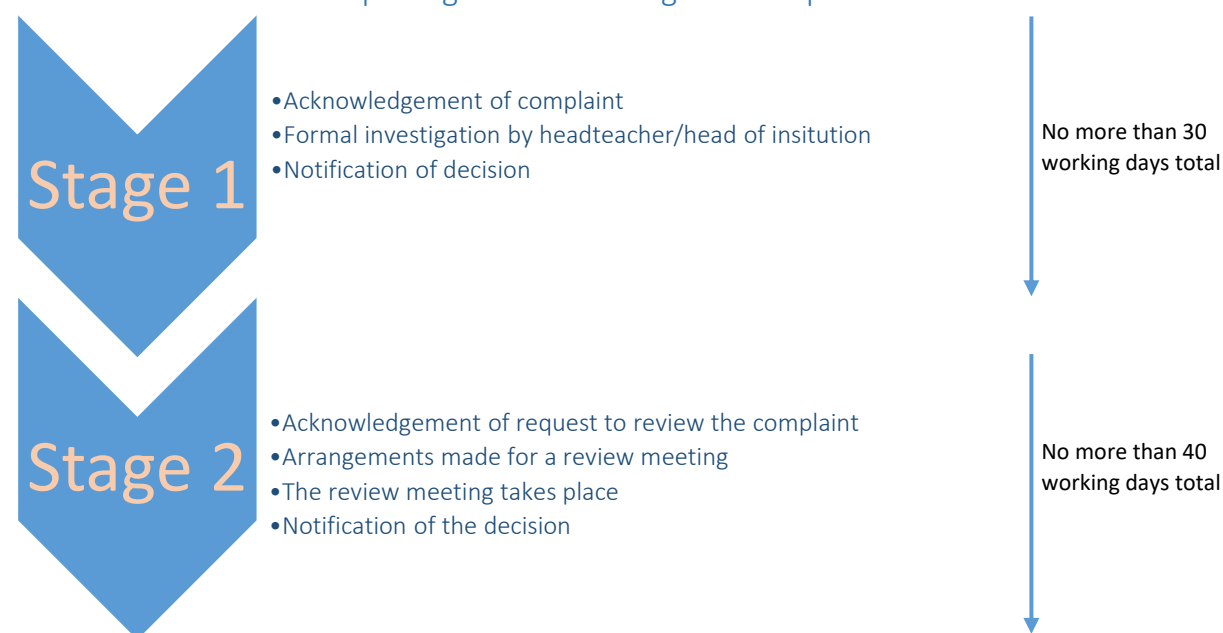 Stage 1
•Acknowledgement of complaint
•Formal investigation by headteacher/head of insitution
•Notification of decision
No more than 30
working days total
Stage 2
•Acknowledgement of request to review the complaint
•Arrangements made for a review meeting
•The review meeting takes place
•Notification of the decision
No more than 40
working days total